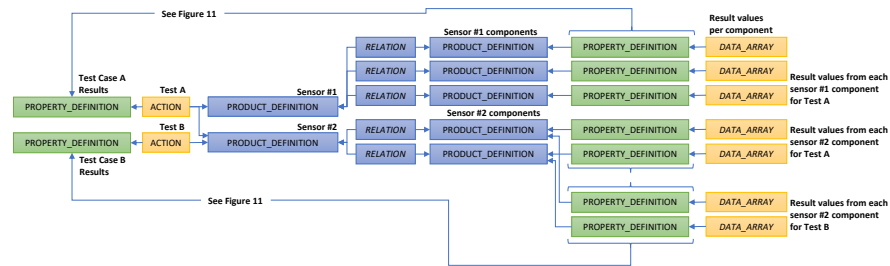 See Figure 11
Result values
per component
Sensor #1 components
RELATION
PRODUCT_DEFINITION
PROPERTY_DEFINITION
DATA_ARRAY
Test Case A
Results
Test A
Sensor #1
RELATION
PRODUCT_DEFINITION
PROPERTY_DEFINITION
DATA_ARRAY
Result values from each
sensor #1 component
for Test A
RELATION
PRODUCT_DEFINITION
PROPERTY_DEFINITION
DATA_ARRAY
PROPERTY_DEFINITION
ACTION
PRODUCT_DEFINITION
Sensor #2 components
Test B
Sensor #2
RELATION
PRODUCT_DEFINITION
PROPERTY_DEFINITION
DATA_ARRAY
Result values from each
sensor #2 component
for Test A
PROPERTY_DEFINITION
ACTION
PRODUCT_DEFINITION
RELATION
PRODUCT_DEFINITION
PROPERTY_DEFINITION
DATA_ARRAY
Test Case B
Results
See Figure 11
PROPERTY_DEFINITION
DATA_ARRAY
Result values from each
sensor #2 component
for Test B
PROPERTY_DEFINITION
DATA_ARRAY